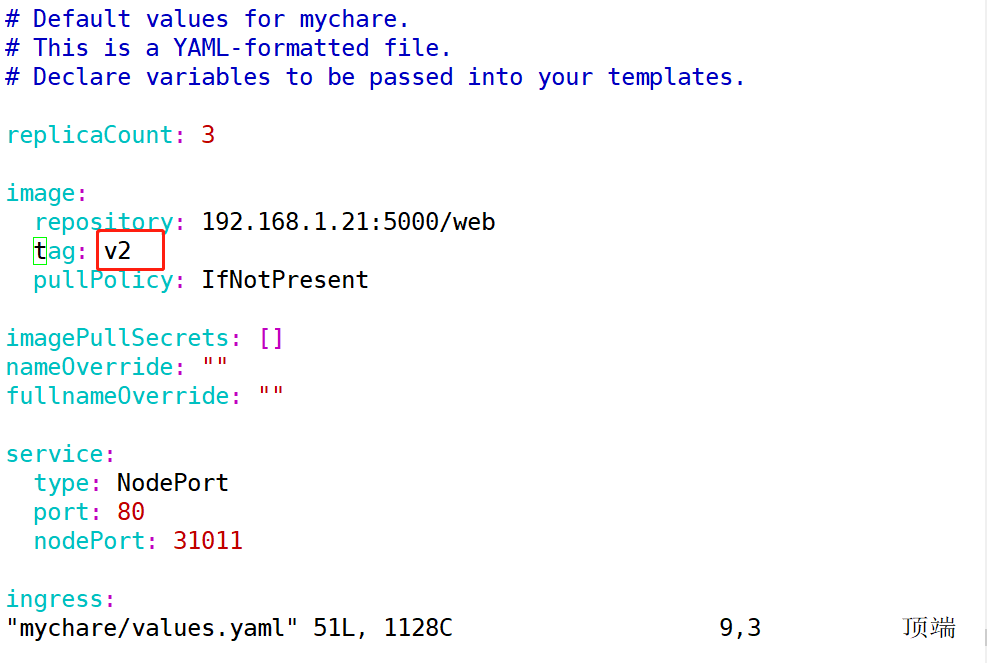 # Default values for mychare.
# This is a YAML-formatted file.
# Declare variables to be passed into your templates.
replicaCount: 3
image:
  repository: 192.168.1.21:5000/web
  tag: v2
  pullPolicy: IfNotPresent
imagePullSecrets: []
nameOverride: ""
fullnameOverride: ""
service:
  type: NodePort
  port: 80
  nodePort: 31011
ingress:
"mychare/values.yaml" 51L, 1128C 9,3 顶端